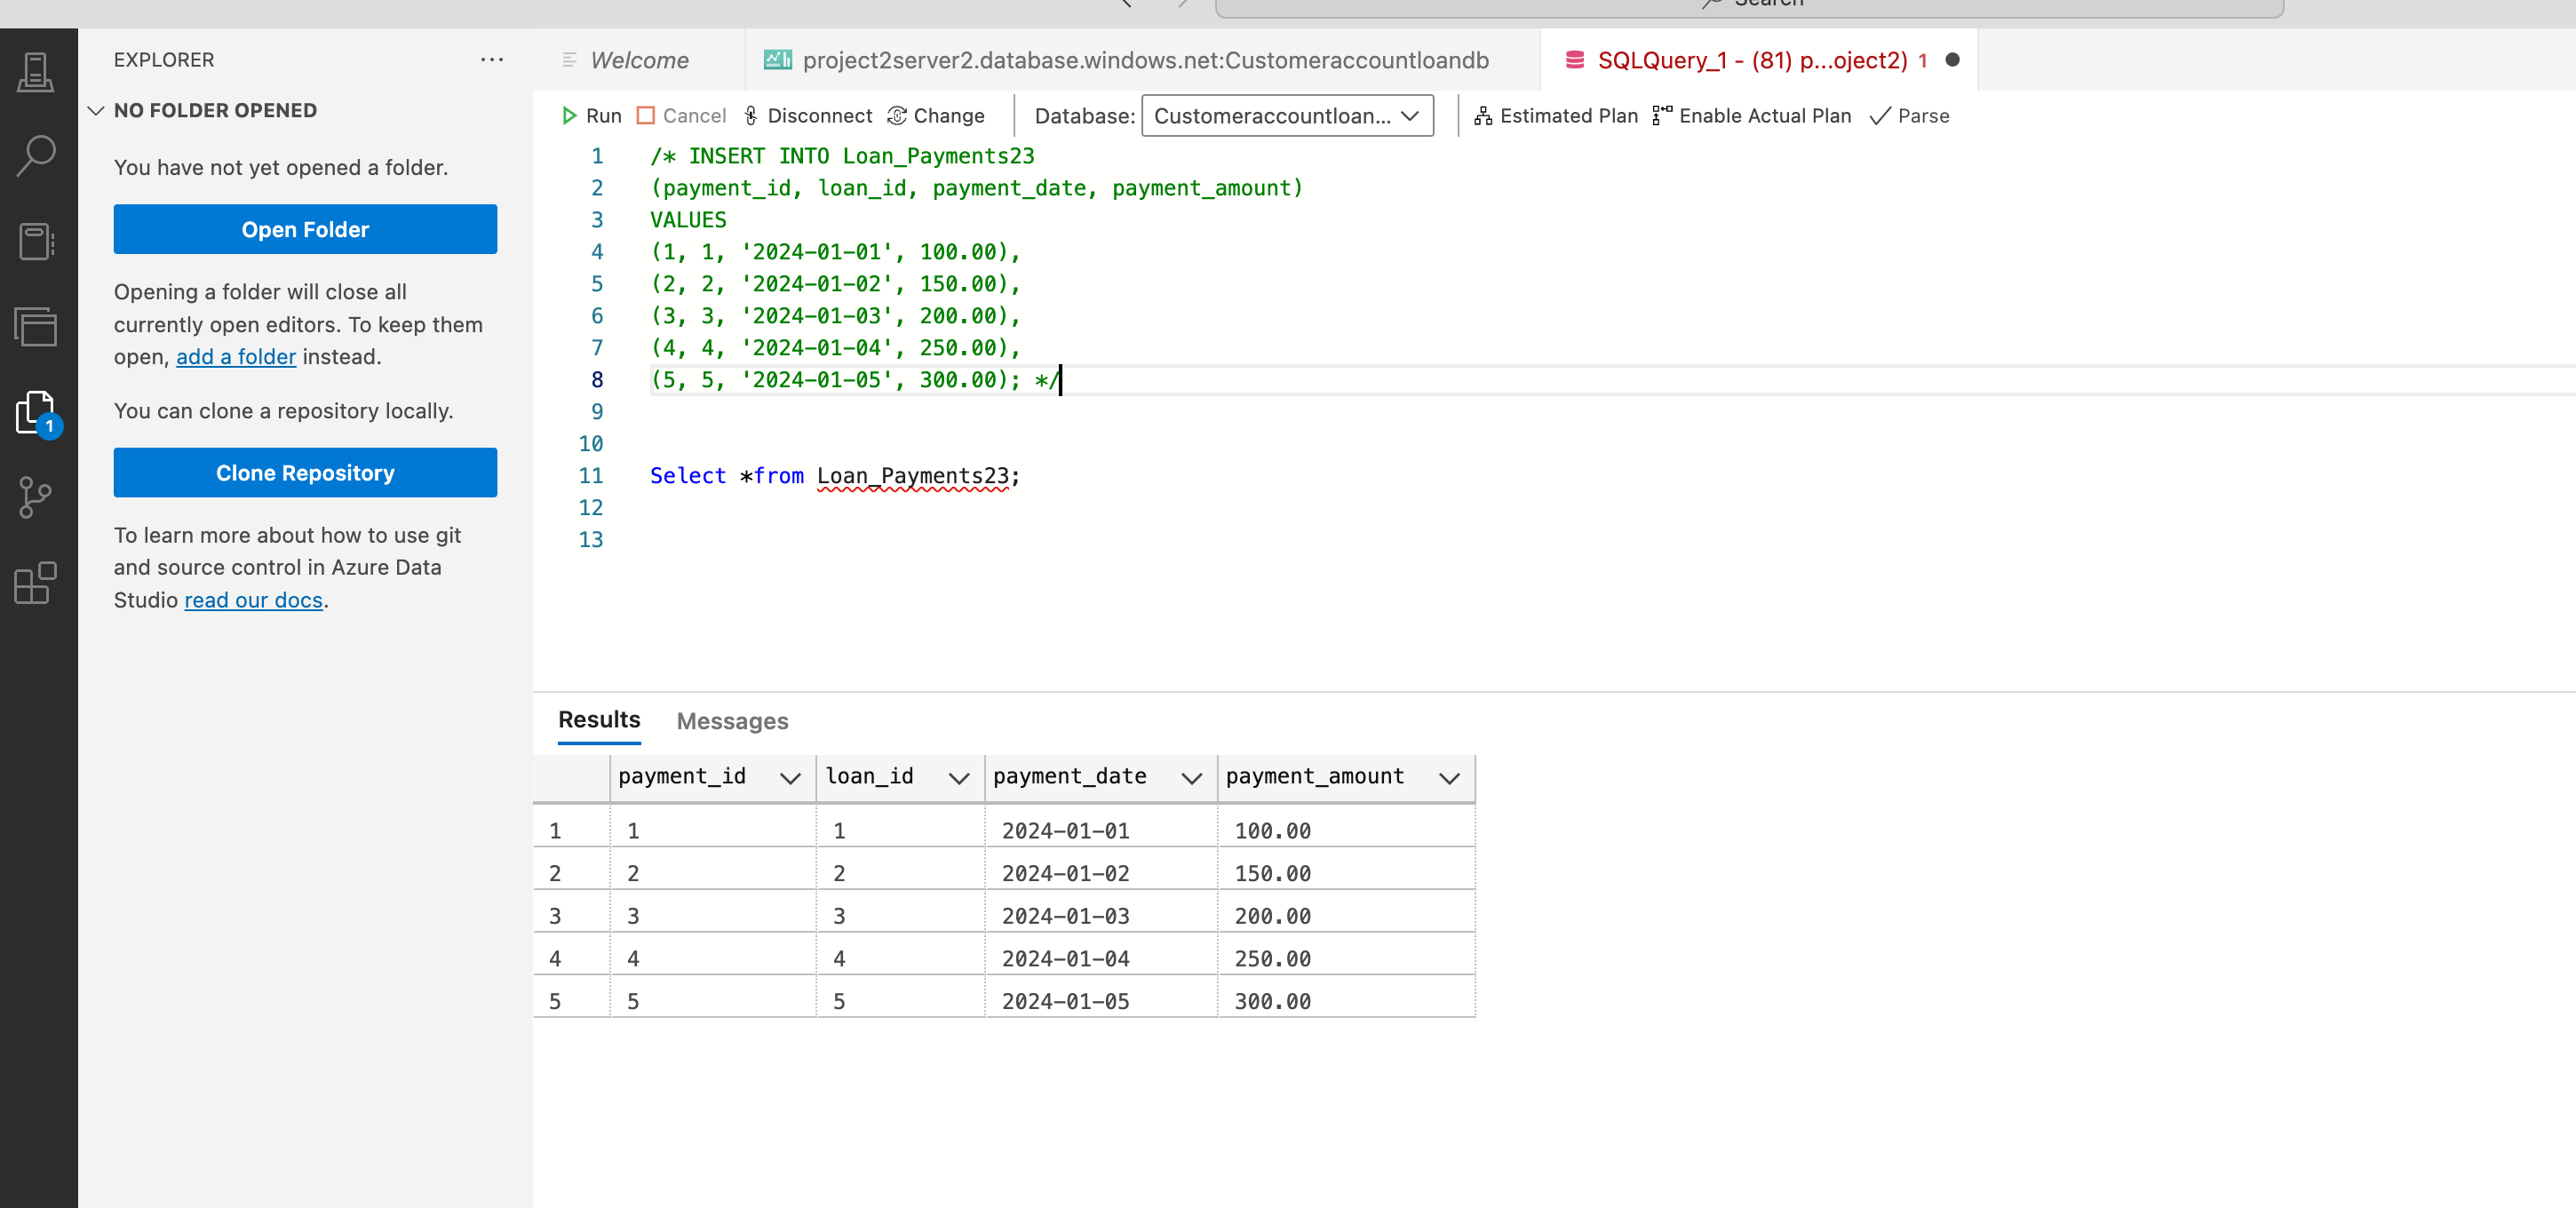 Search
EXPLORER
NO FOLDER OPENED
You have not yet opened a folder.
Open Folder
Opening a folder will close all
currently open editors. To keep them
open, add a folder instead.
You can clone a repository locally.
Clone Repository
To learn more about how to use git
and source control in Azure Data
Studio read our docs.
1
Welcome
project2server2.database.windows.net:Customeraccountloandb
SQLQuery_1 - (81) p...oject2) 1
Run Cancel Disconnect Change Database: Customeraccountloan... Estimated Plan Enable Actual Plan Parse
1 /* INSERT INTO Loan_Payments23
2 (payment_id, loan_id, payment_date, payment_amount)
3 VALUES
4 (1, 1, '2024-01-01', 100.00),
5 (2, 2, '2024-01-02', 150.00),
6 (3, 3, '2024-01-03', 200.00),
7 (4, 4, '2024-01-04', 250.00),
8 (5, 5, '2024-01-05', 300.00); */
9
10
11 Select *from Loan_Payments23;
12
13
Results Messages
payment_id loan_id payment_date payment_amount
1 1 1 2024-01-01 100.00
2 2 2 2024-01-02 150.00
3 3 3 2024-01-03 200.00
4 4 4 2024-01-04 250.00
5 5 5 2024-01-05 300.00